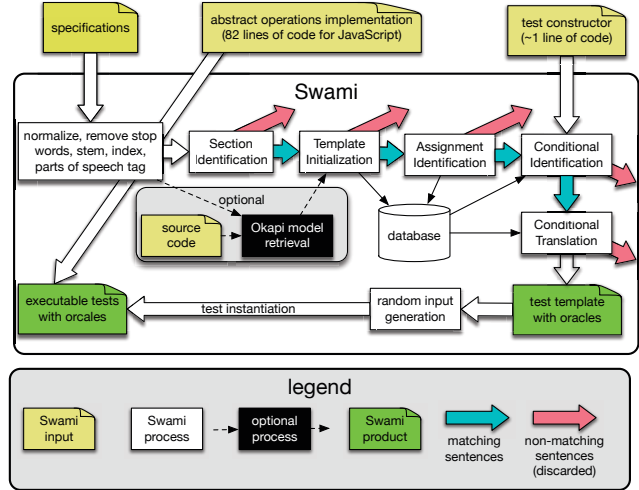 specifications
abstract operations implementation
(82 lines of code for JavaScript)
test constructor
(~1 line of code)
Swami
normalize, remove stop
words, stem, index,
parts of speech tag
Section
Identification
Template
Initialization
Assignment
Identification
Conditional
Identification
optional
source
code
Okapi model
retrieval
database
Conditional
Translation
executable tests
with orcales
test instantiation
random input
generation
test template
with oracles
legend
Swami
input
Swami
process
optional
process
Swami
product
matching
sentences
non-matching
sentences
(discarded)